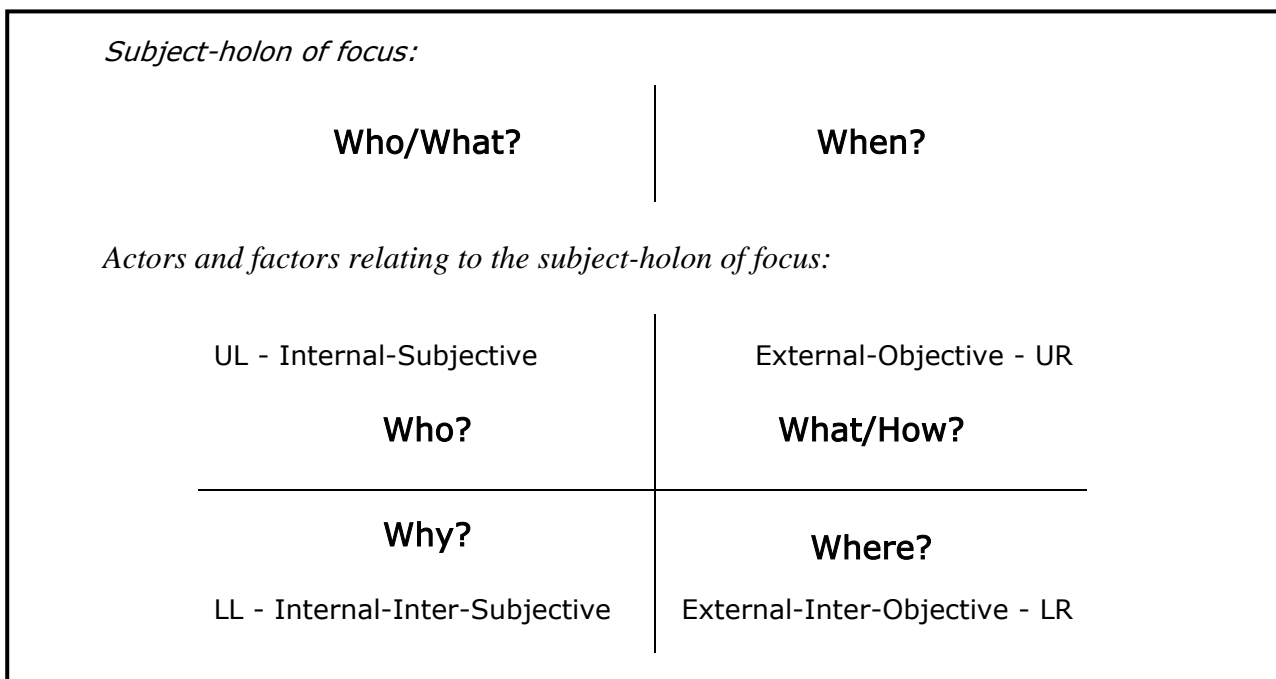 Subject-holon of focus:
Who/What? When?
Actors and factors relating to the subject-holon of focus:
UL - Internal-Subjective External-Objective - UR
Who? What/How?
Why? Where?
LL - Internal-Inter-Subjective External-Inter-Objective - LR